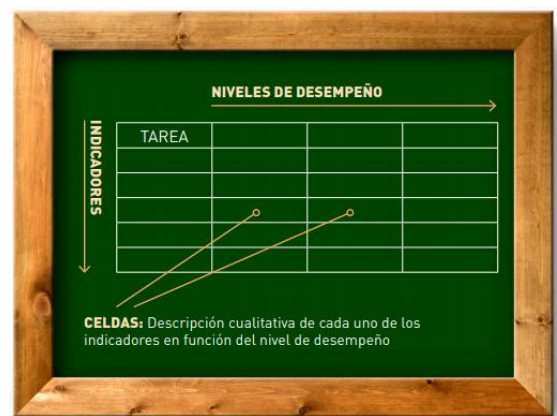 NIVELES DE DESEMPEÑO
INDICADORES
TAREA
CELDAS: Descripción cualitativa de cada uno de los
indicadores en función del nivel de desempeño